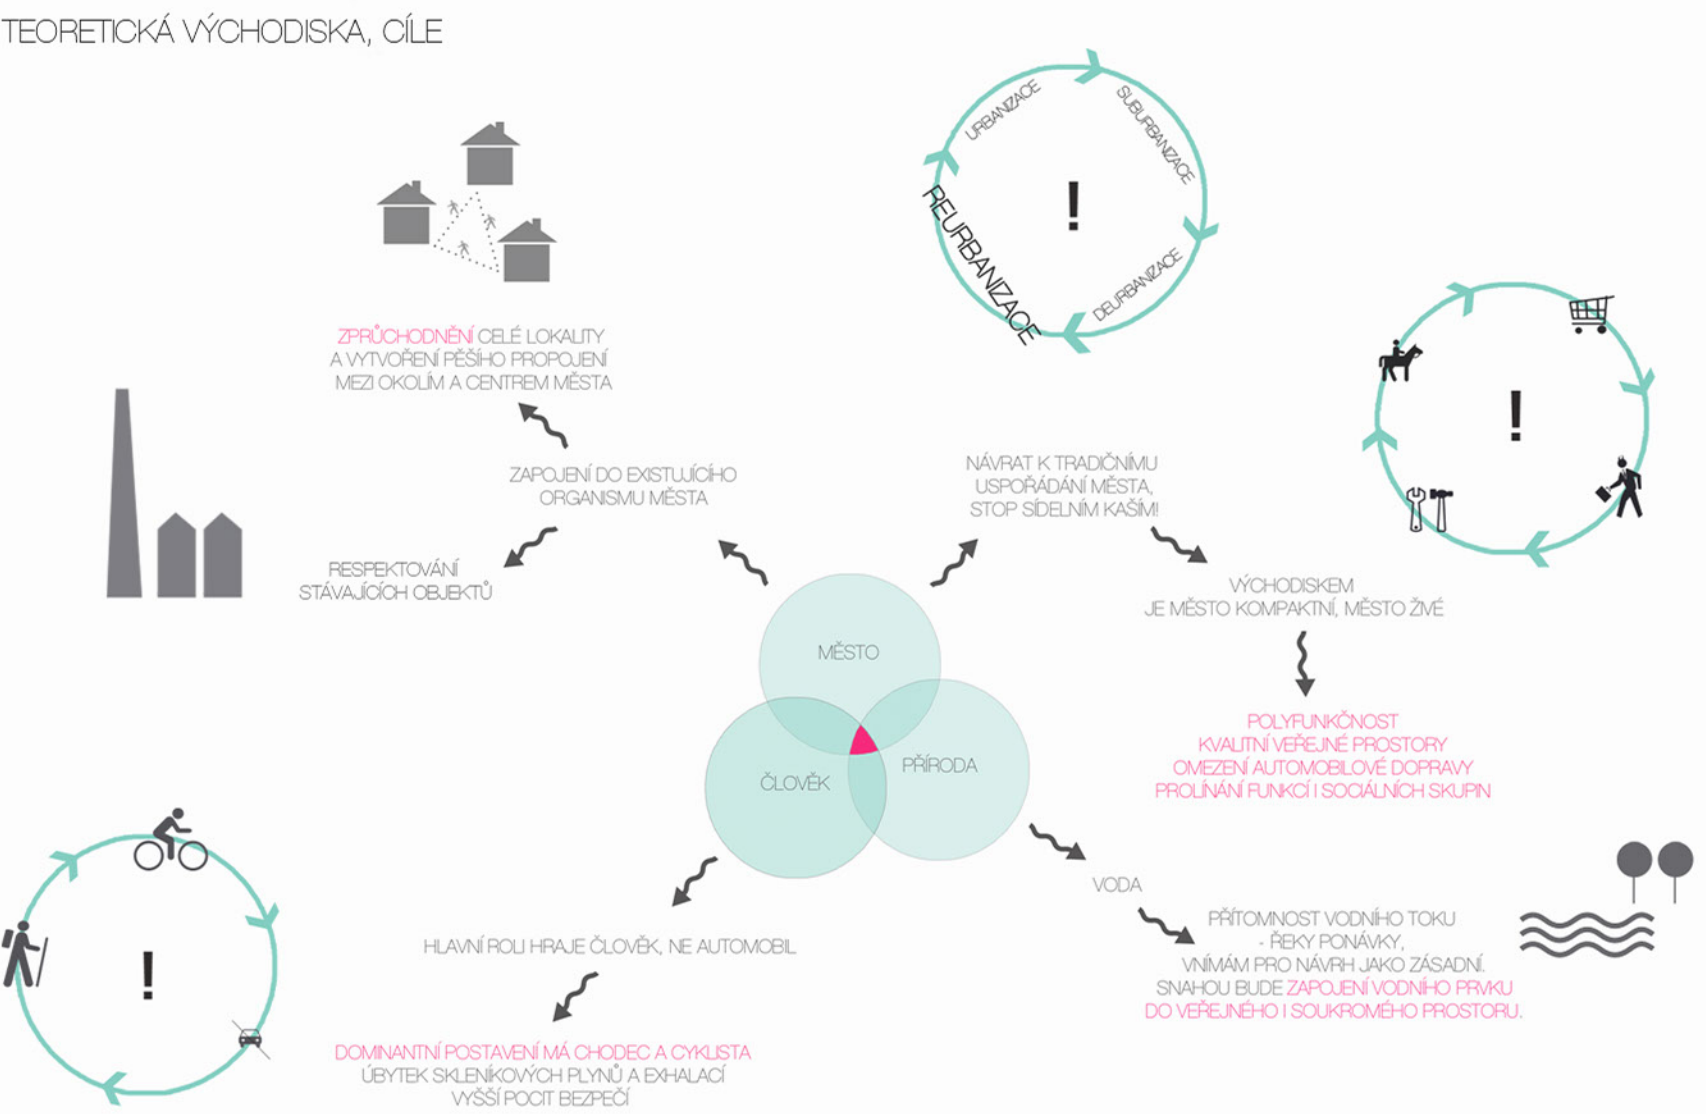 TEORETICKÁ VÝCHODISKA, CÍLE
URBANIZACE
SUBURBANIZACE
DEURBANIZACE
REURBANIZACE
!
!
ZPRŮCHODNĚNÍ CELÉ LOKALITY
A VYTVOŘENÍ PĚŠÍHO PROPOJENÍ
MEZI OKOLÍM A CENTREM MĚSTA
ZAPOJENÍ DO EXISTUJÍCÍHO
ORGANISMU MĚSTA
RESPEKTOVÁNÍ
STÁVAJÍCÍCH OBJEKTŮ
NÁVRAT K TRADIČNÍMU
USPOŘÁDÁNÍ MĚSTA,
STOP SÍDELNÍM KAŠÍM!
VÝCHODISKEM
JE MĚSTO KOMPAKTNÍ, MĚSTO ŽIVÉ
POLYFUNKČNOST
KVALITNÍ VEŘEJNÉ PROSTORY
OMEZENÍ AUTOMOBILOVÉ DOPRAVY
PROLÍNÁNÍ FUNKCÍ I SOCIÁLNÍCH SKUPIN
MĚSTO
ČLOVĚK
PŘÍRODA
VODA
PŘÍTOMNOST VODNÍHO TOKU
- ŘEKY PONÁVKY,
VNÍMÁM PRO NÁVRH JAKO ZÁSADNÍ.
SNAHOU BUDE ZAPOJENÍ VODNÍHO PRVKU
DO VEŘEJNÉHO I SOUKROMÉHO PROSTORU.
HLAVNÍ ROLI HRAJE ČLOVĚK, NE AUTOMOBIL
!
DOMINANTNÍ POSTAVENÍ MÁ CHODEC A CYKLISTA
ÚBYTEK SKLENÍKOVÝCH PLYNŮ A EXHALACÍ
VYŠŠÍ POCIT BEZPEČÍ